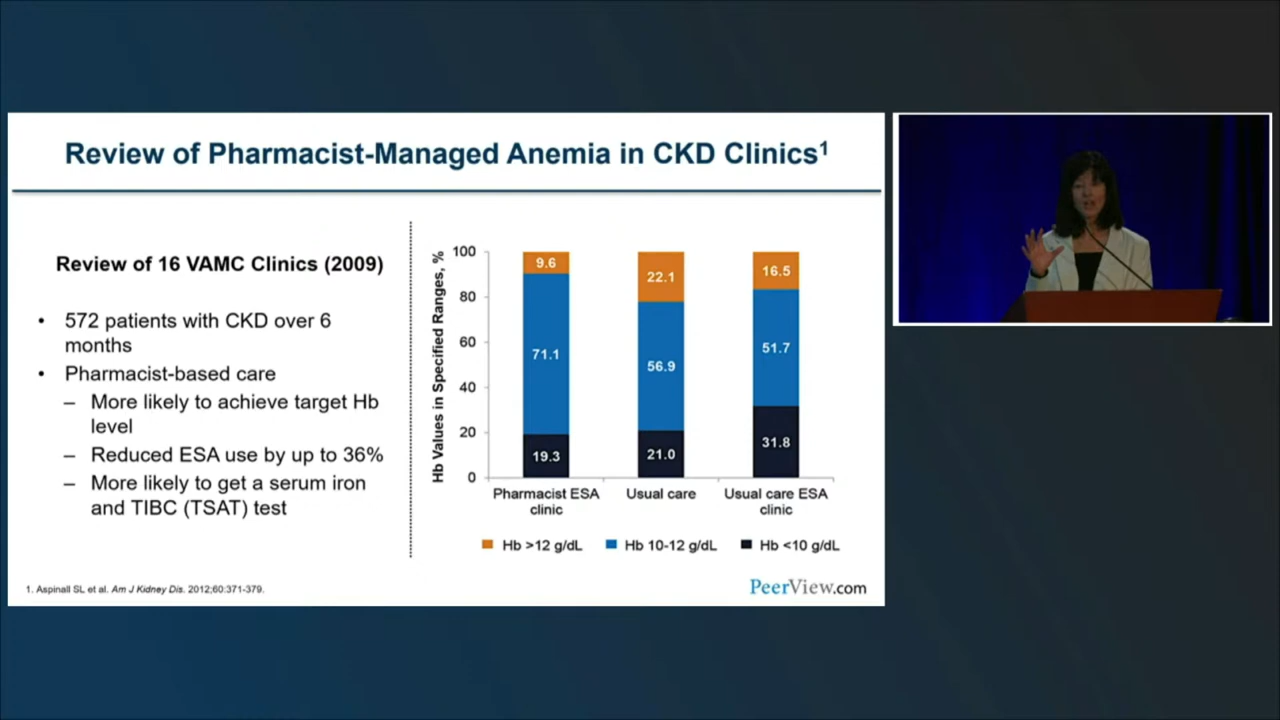 Review of Pharmacist-Managed Anemia in CKD Clinics1
Review of 16 VAMC Clinics (2009)
• 572 patients with CKD over 6
months
• Pharmacist-based care
– More likely to achieve target Hb
level
– Reduced ESA use by up to 36%
– More likely to get a serum iron
and TIBC (TSAT) test
Hb Values in Specified Ranges, %
100
80
60
40
20
0
9.6
71.1
19.3
22.1
56.9
21.0
16.5
51.7
31.8
Pharmacist ESA
clinic
Usual care
Usual care ESA
clinic
Hb >12 g/dL
Hb 10-12 g/dL
Hb <10 g/dL
1. Aspinall SL et al. Am J Kidney Dis. 2012;60:371-379.
PeerView.com